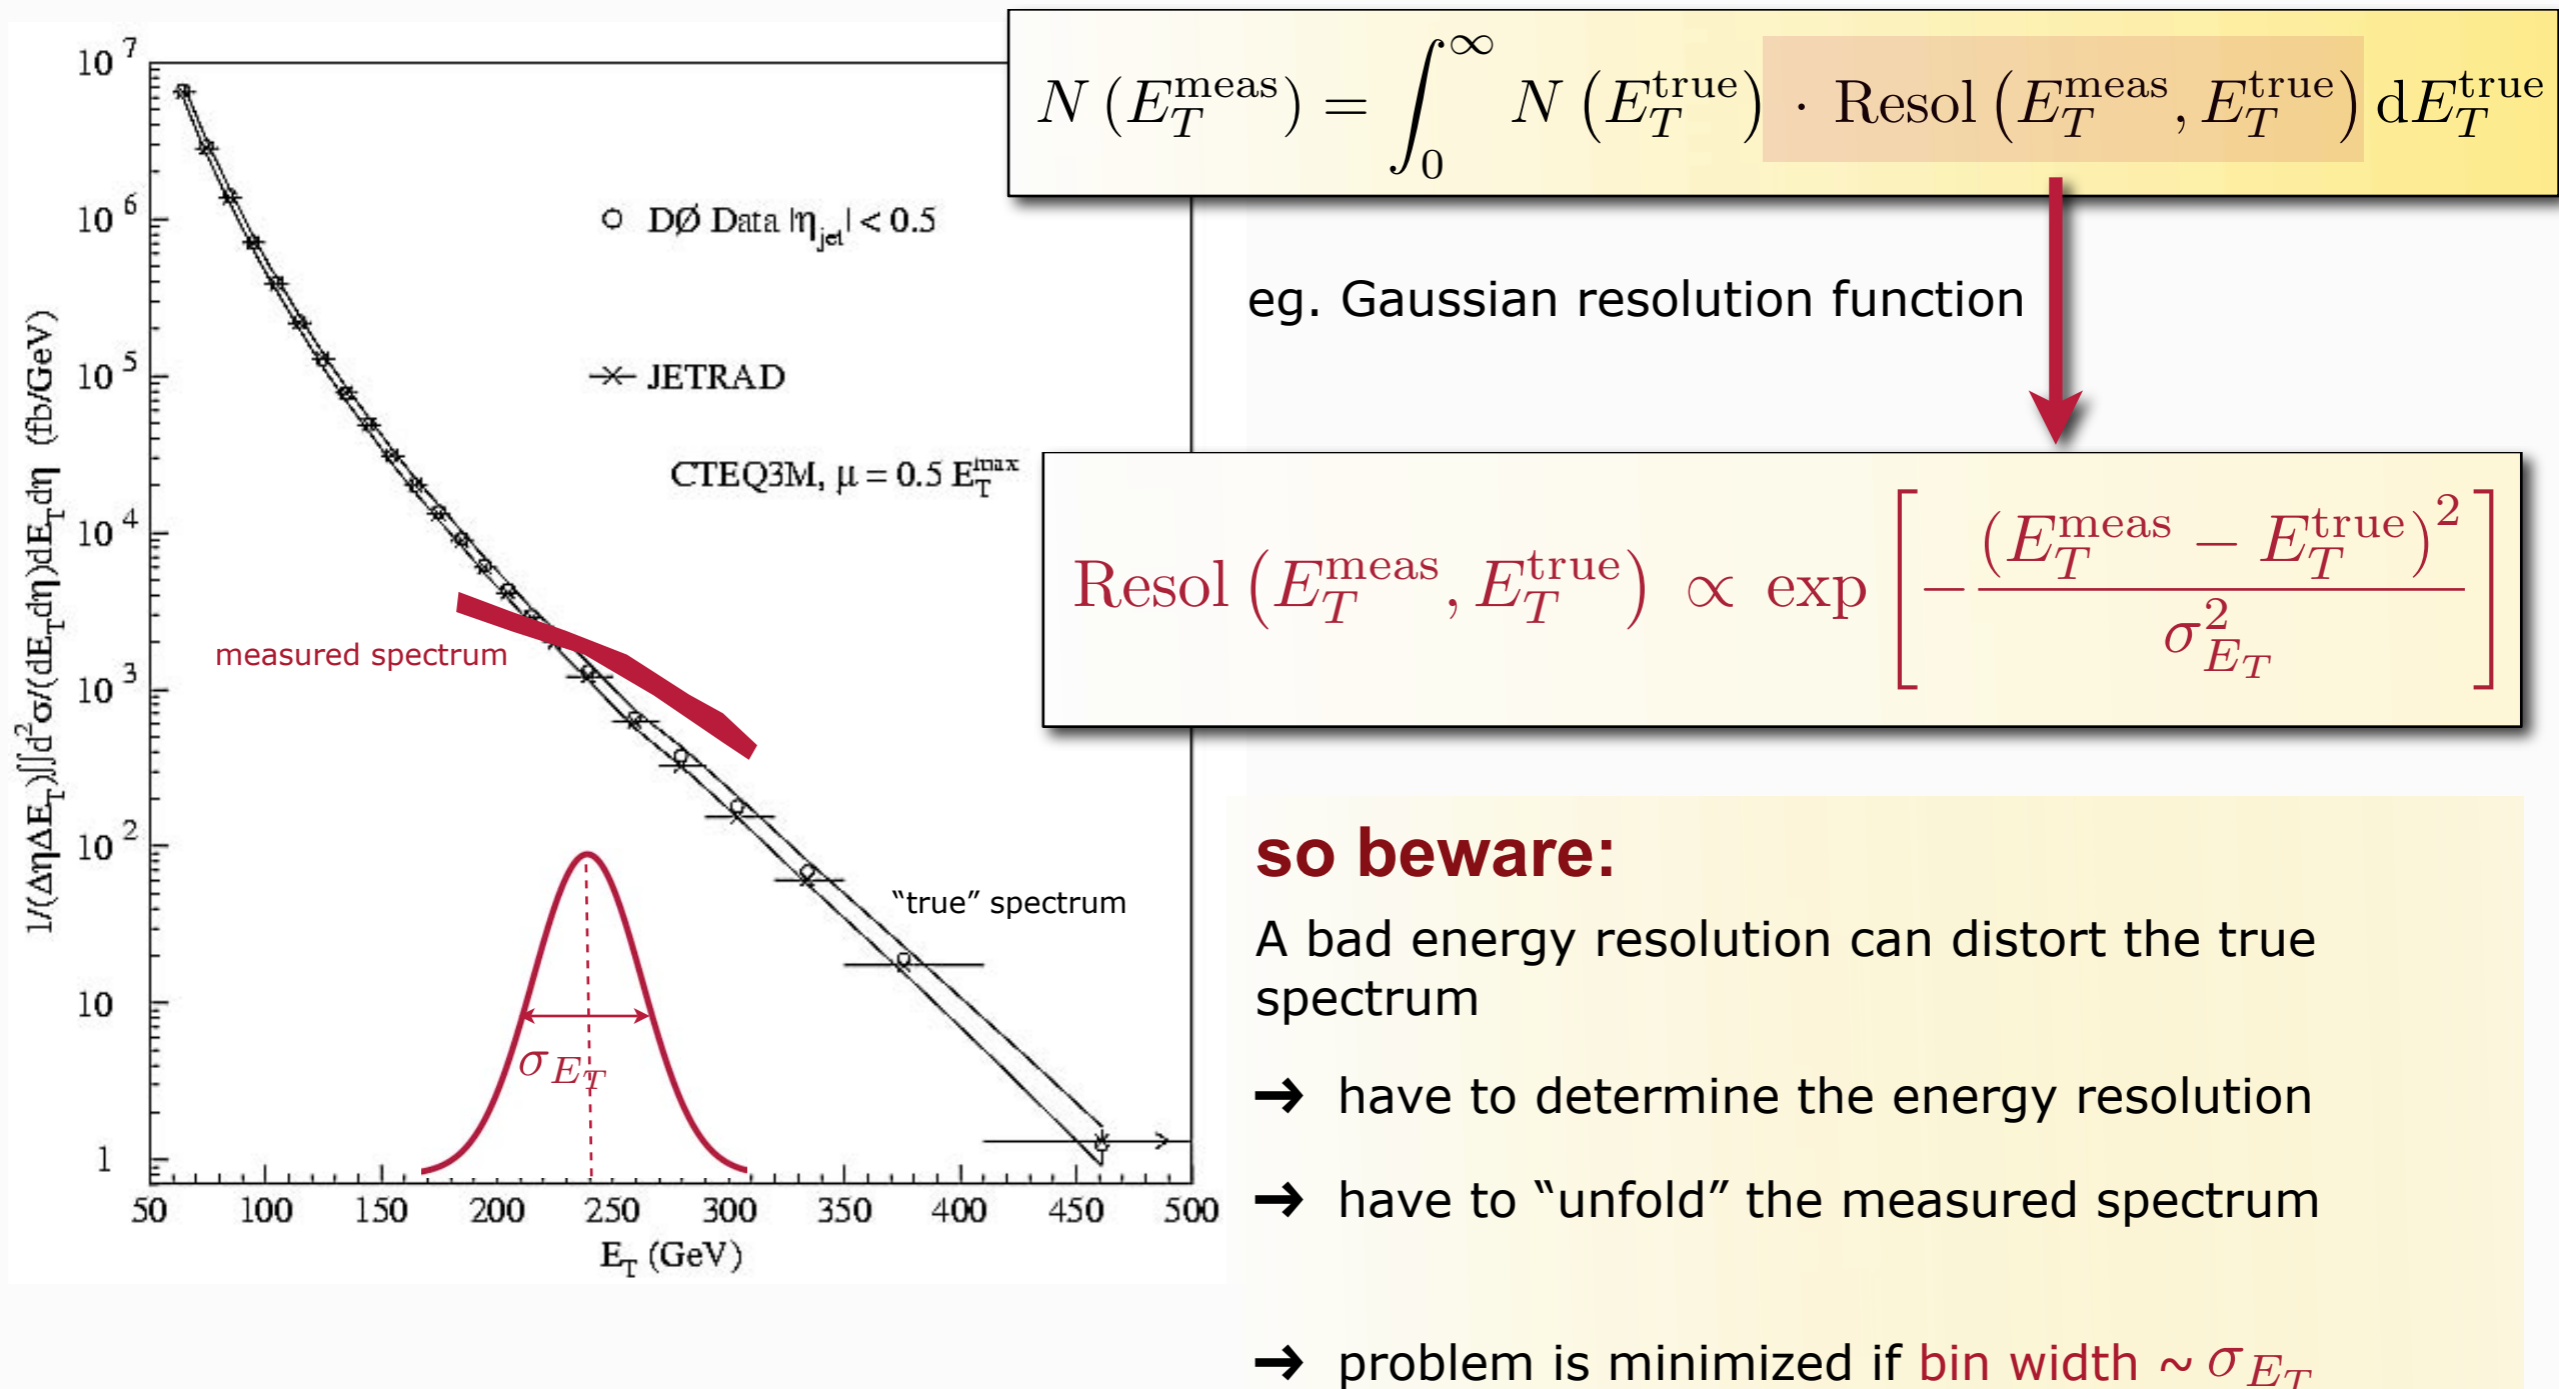 N (E_T^meas) = ∫_0^∞ N (E_T^true) · Resol (E_T^meas, E_T^true) dE_T^true
eg. Gaussian resolution function
Resol (E_T^meas, E_T^true) ∝ exp [ - (E_T^meas - E_T^true)^2 / σ_{E_T}^2 ]
so beware:
A bad energy resolution can distort the true
spectrum
➔ have to determine the energy resolution
➔ have to “unfold” the measured spectrum
➔ problem is minimized if bin width ~ σ_{E_T}
1/(ΔηΔE_T)∫∫d^2σ/(dE_Tdη)dE_Tdη (fb/GeV)
10^7
10^6
10^5
10^4
10^3
10^2
10
1
DØ Data |η_jet| < 0.5
JETRAD
CTEQ3M, μ = 0.5 E_T^max
measured spectrum
“true” spectrum
σ_{E_T}
50 100 150 200 250 300 350 400 450 500
E_T (GeV)